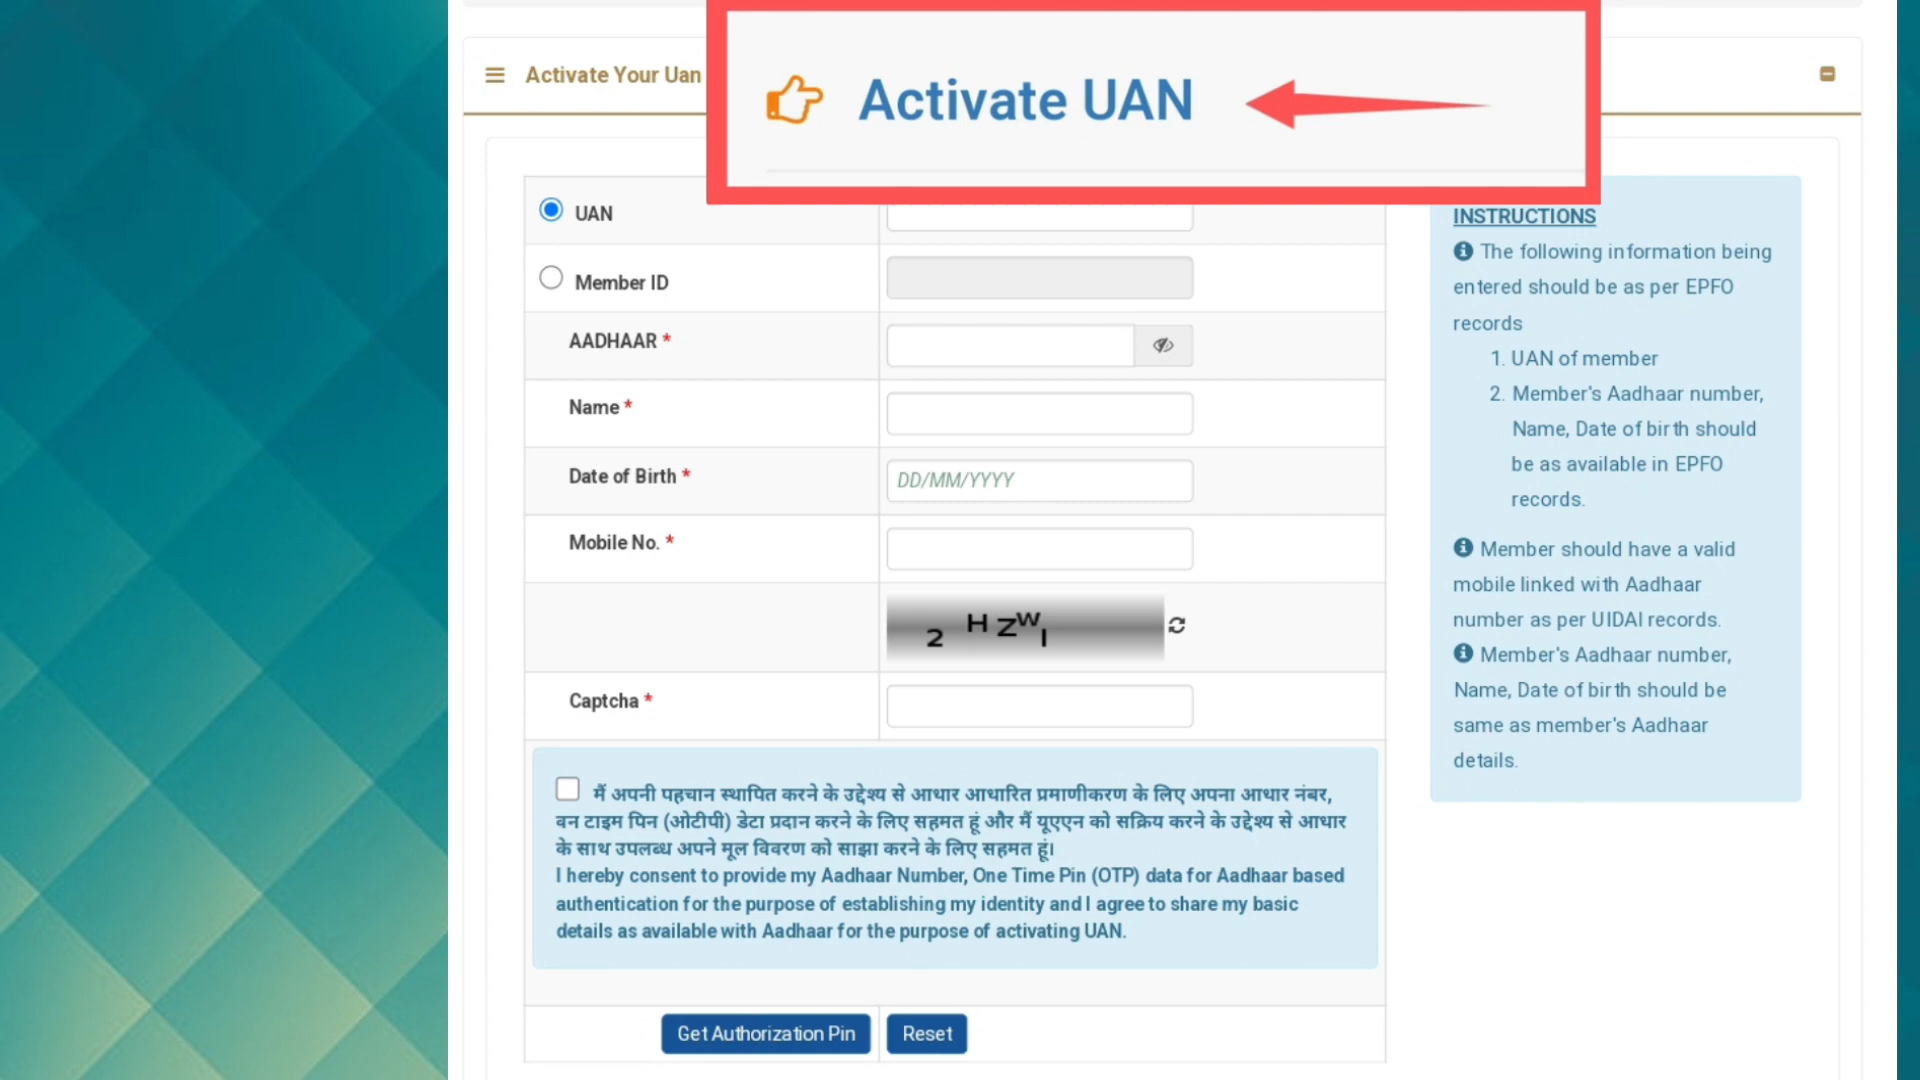 Activate Your Uan
Activate UAN
UAN
Member ID
AADHAAR *
Name *
Date of Birth *
DD/MM/YYYY
Mobile No. *
2 H Z W I
Captcha *
मैं अपनी पहचान स्थापित करने के उद्देश्य से आधार आधारित प्रमाणीकरण के लिए अपना आधार नंबर,
वन टाइम पिन (ओटीपी) डेटा प्रदान करने के लिए सहमत हूं और मैं यूएएन को सक्रिय करने के उद्देश्य से आधार
के साथ उपलब्ध अपने मूल विवरण को साझा करने के लिए सहमत हूं।
I hereby consent to provide my Aadhaar Number, One Time Pin (OTP) data for Aadhaar based
authentication for the purpose of establishing my identity and I agree to share my basic
details as available with Aadhaar for the purpose of activating UAN.
Get Authorization Pin
Reset
INSTRUCTIONS
The following information being
entered should be as per EPFO
records
1. UAN of member
2. Member's Aadhaar number,
Name, Date of birth should
be as available in EPFO
records.
Member should have a valid
mobile linked with Aadhaar
number as per UIDAI records.
Member's Aadhaar number,
Name, Date of birth should be
same as member's Aadhaar
details.